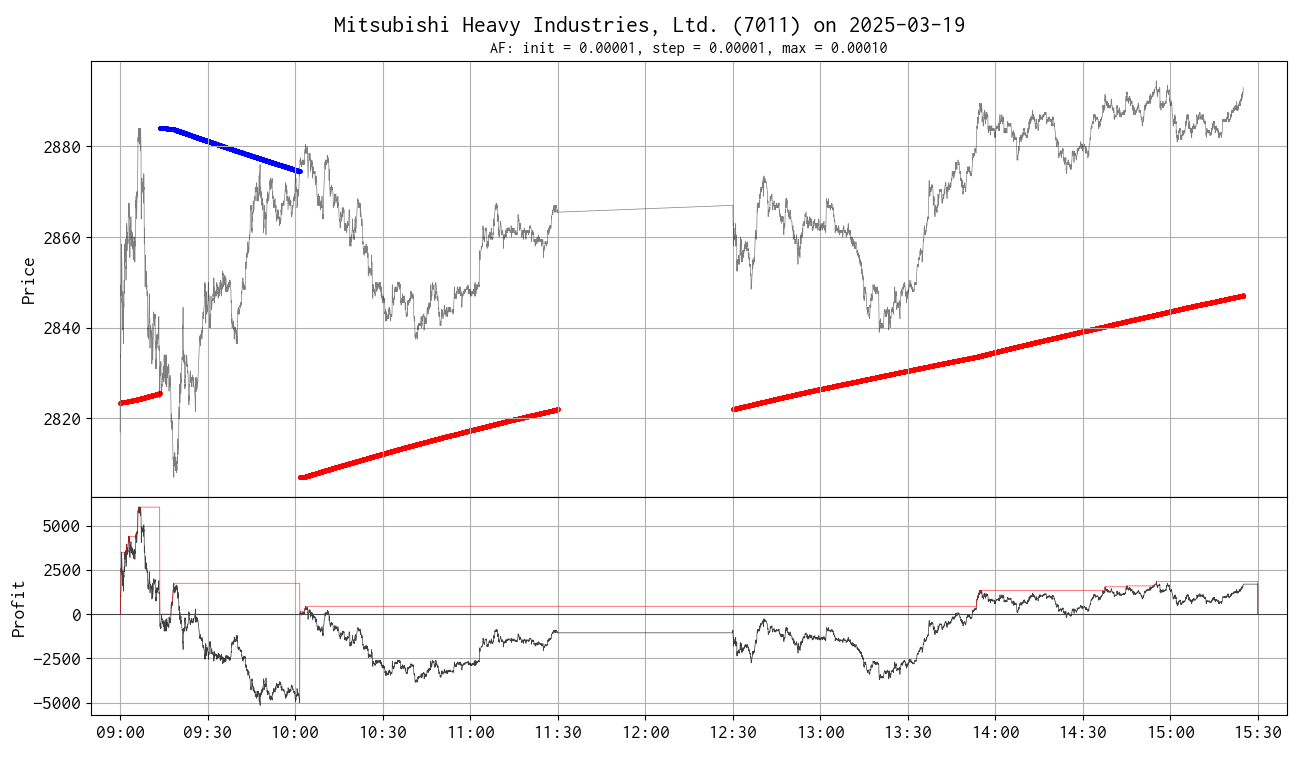 Mitsubishi Heavy Industries, Ltd. (7011) on 2025-03-19
AF: init = 0.00001, step = 0.00001, max = 0.00010
Price
2880
2860
2840
2820
Profit
5000
2500
0
−2500
−5000
09:00 09:30 10:00 10:30 11:00 11:30 12:00 12:30 13:00 13:30 14:00 14:30 15:00 15:30